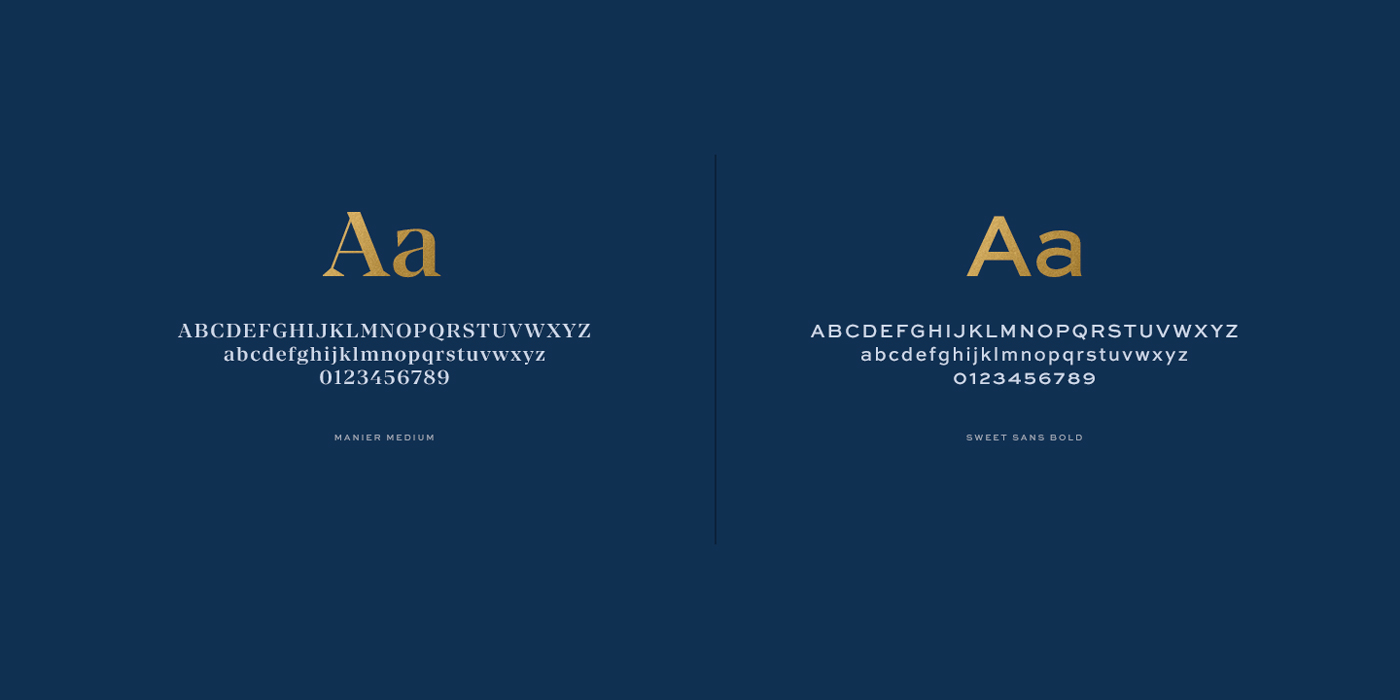 Aa
ABCDEFGHIJKLMNOPQRSTUVWXYZ
abcdefghijklmnopqrstuvwxyz
0123456789
MANIER MEDIUM
Aa
ABCDEFGHIJKLMNOPQRSTUVWXYZ
abcdefghijklmnopqrstuvwxyz
0123456789
SWEET SANS BOLD